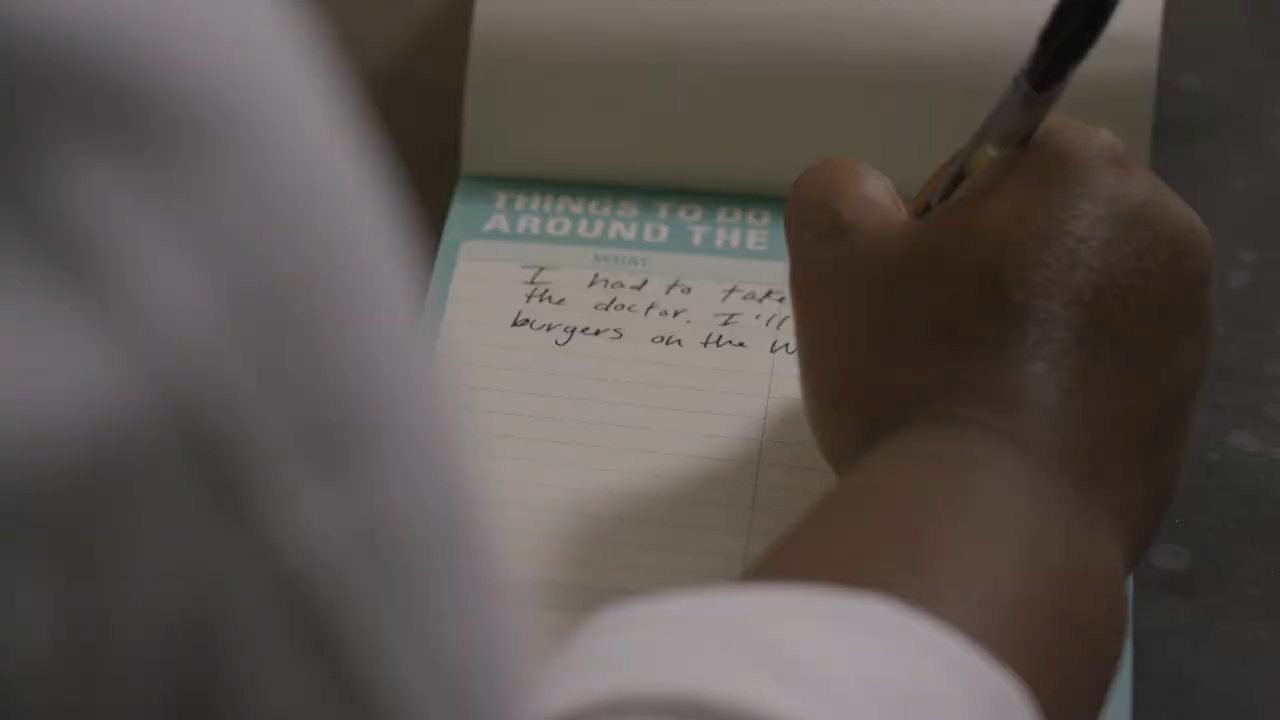 THINGS TO DO
AROUND THE
WHAT
I had to take
the doctor. I'll
burgers on the